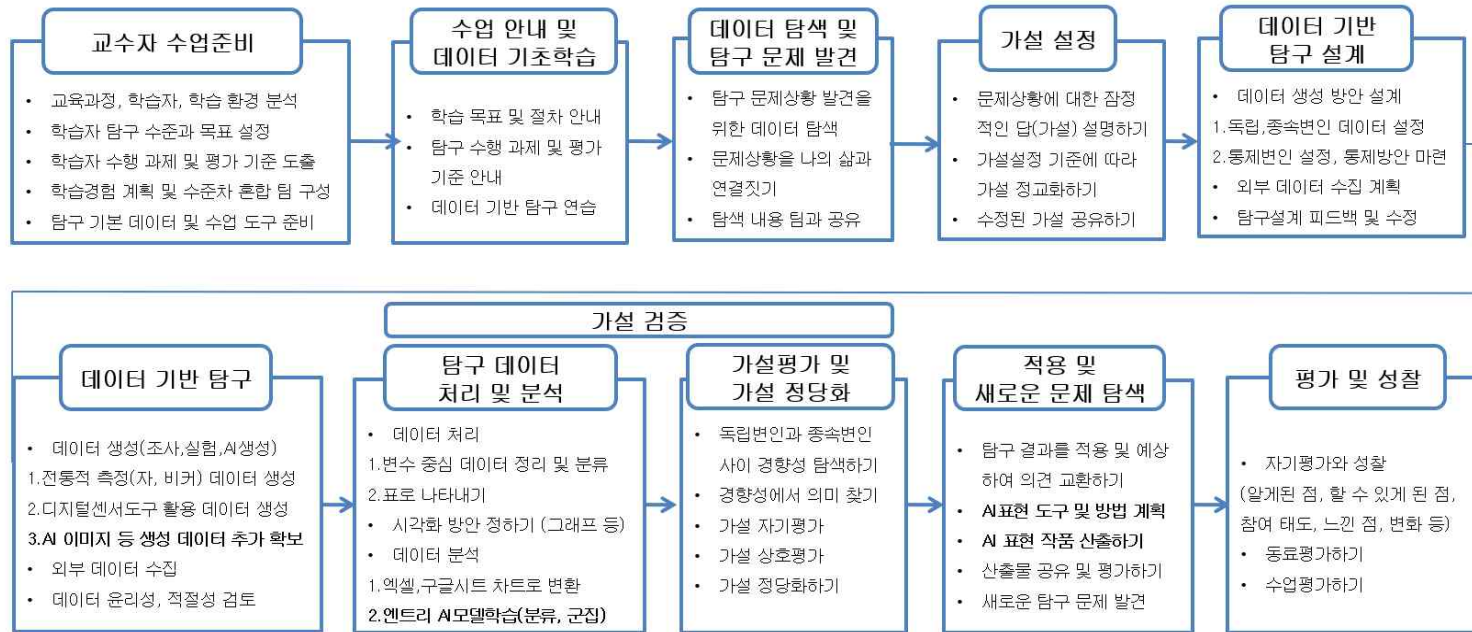 교수자 수업준비
• 교육과정, 학습자, 학습 환경 분석
• 학습자 탐구 수준과 목표 설정
• 학습자 수행 과제 및 평가 기준 도출
• 학습경험 계획 및 수준차 혼합 팀 구성
• 탐구 기본 데이터 및 수업 도구 준비
수업 안내 및
데이터 기초학습
• 학습 목표 및 절차 안내
• 탐구 수행 과제 및 평가
기준 안내
• 데이터 기반 탐구 연습
데이터 탐색 및
탐구 문제 발견
• 탐구 문제상황 발견을
위한 데이터 탐색
• 문제상황을 나의 삶과
연결짓기
• 탐색 내용 팀과 공유
가설 설정
• 문제상황에 대한 잠정
적인 답(가설) 설명하기
• 가설설정 기준에 따라
가설 정교화하기
• 수정된 가설 공유하기
데이터 기반
탐구 설계
• 데이터 생성 방안 설계
1.독립,종속변인 데이터 설정
2.통제변인 설정, 통제방안 마련
• 외부 데이터 수집 계획
• 탐구설계 피드백 및 수정
가설 검증
데이터 기반 탐구
• 데이터 생성(조사,실험,AI생성)
1.전통적 측정(자, 비커) 데이터 생성
2.디지털센서도구 활용 데이터 생성
3.AI 이미지 등 생성 데이터 추가 확보
• 외부 데이터 수집
• 데이터 윤리성, 적절성 검토
탐구 데이터
처리 및 분석
• 데이터 처리
1.변수 중심 데이터 정리 및 분류
2.표로 나타내기
• 시각화 방안 정하기 (그래프 등)
• 데이터 분석
1.엑셀,구글시트 차트로 변환
2.엔트리 AI모델학습(분류, 군집)
가설평가 및
가설 정당화
• 독립변인과 종속변인
사이 경향성 탐색하기
• 경향성에서 의미 찾기
• 가설 자기평가
• 가설 상호평가
• 가설 정당화하기
적용 및
새로운 문제 탐색
• 탐구 결과를 적용 및 예상
하여 의견 교환하기
• AI표현 도구 및 방법 계획
• AI 표현 작품 산출하기
• 산출물 공유 및 평가하기
• 새로운 탐구 문제 발견
평가 및 성찰
• 자기평가와 성찰
(알게된 점, 할 수 있게 된 점,
참여 태도, 느낀 점, 변화 등)
• 동료평가하기
• 수업평가하기